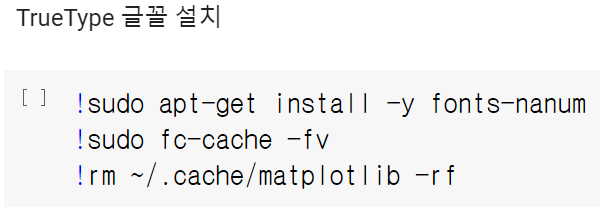 TrueType 글꼴 설치
[ ] !sudo apt-get install -y fonts-nanum
!sudo fc-cache -fv
!rm ~/.cache/matplotlib -rf